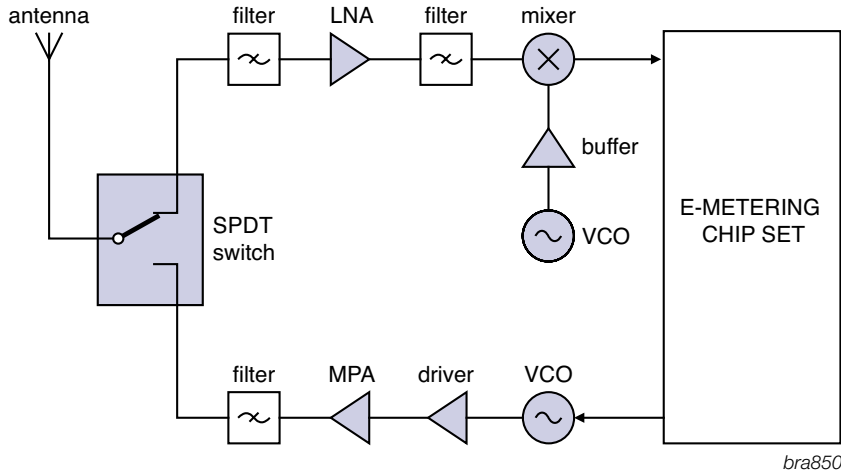 antenna
filter
LNA
filter
mixer
buffer
VCO
SPDT
switch
E-METERING
CHIP SET
filter
MPA
driver
VCO
bra850